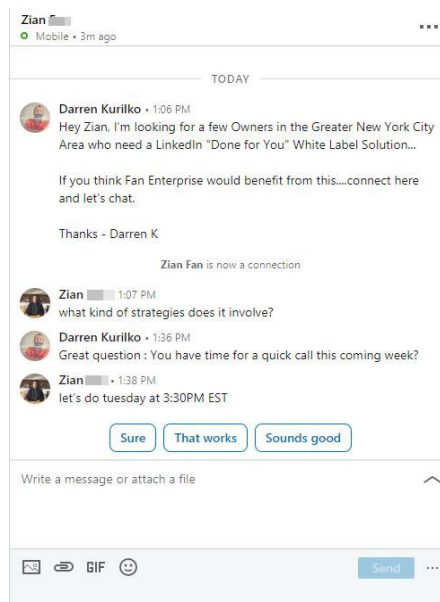 Zian
Mobile • 3m ago
TODAY
Darren Kurilko • 1:06 PM
Hey Zian, I'm looking for a few Owners in the Greater New York City
Area who need a LinkedIn "Done for You" White Label Solution...
If you think Fan Enterprise would benefit from this....connect here
and let's chat.
Thanks - Darren K
Zian Fan is now a connection
Zian 1:07 PM
what kind of strategies does it involve?
Darren Kurilko • 1:36 PM
Great question : You have time for a quick call this coming week?
Zian • 1:38 PM
let's do tuesday at 3:30PM EST
Sure That works Sounds good
Write a message or attach a file
GIF Send